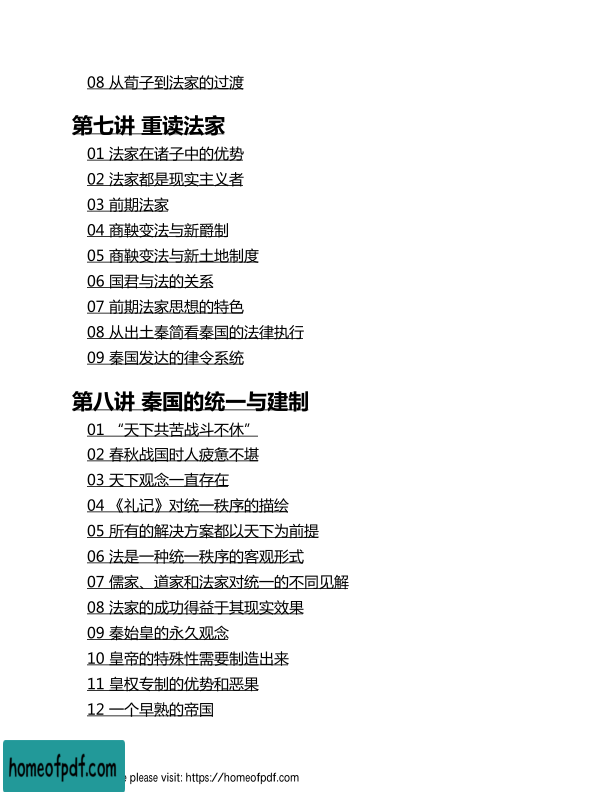 08 从荀子到法家的过渡
第七讲 重读法家
01 法家在诸子中的优势
02 法家都是现实主义者
03 前期法家
04 商鞅变法与新爵制
05 商鞅变法与新土地制度
06 国君与法的关系
07 前期法家思想的特色
08 从出土秦简看秦国的法律执行
09 秦国发达的律令系统
第八讲 秦国的统一与建制
01 “天下共苦战斗不休”
02 春秋战国时人疲惫不堪
03 天下观念一直存在
04 《礼记》对统一秩序的描绘
05 所有的解决方案都以天下为前提
06 法是一种统一秩序的客观形式
07 儒家、道家和法家对统一的不同见解
08 法家的成功得益于其现实效果
09 秦始皇的永久观念
10 皇帝的特殊性需要制造出来
11 皇权专制的优势和恶果
12 一个早熟的帝国
homeofpdf.com
e please visit: https://homeofpdf.com